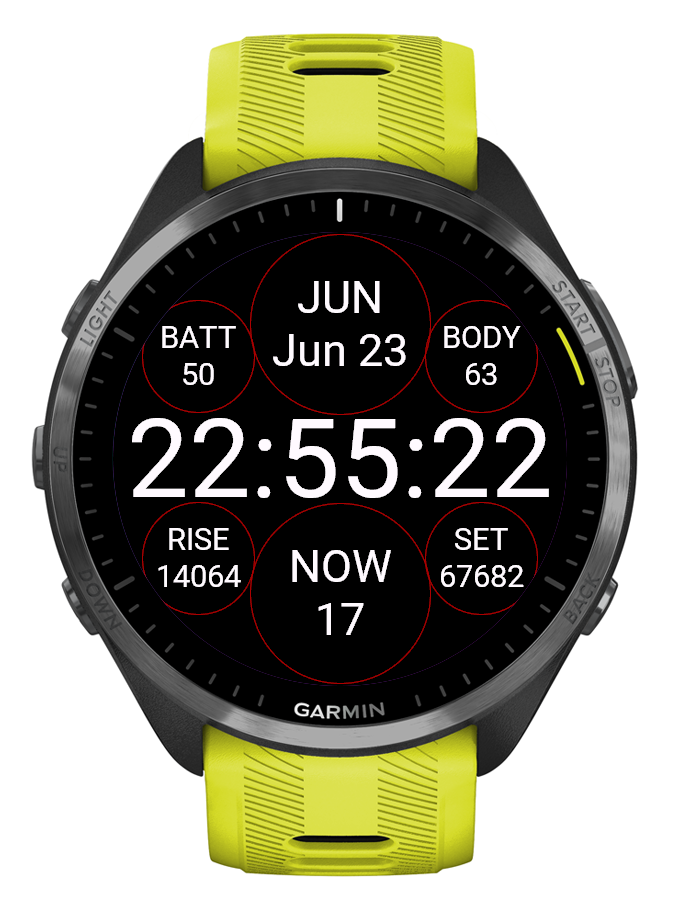 JUN
Jun 23
BATT
50
BODY
63
22:55:22
RISE
14064
NOW
17
SET
67682
GARMIN
LIGHT
UP
DOWN
START
STOP
BACK